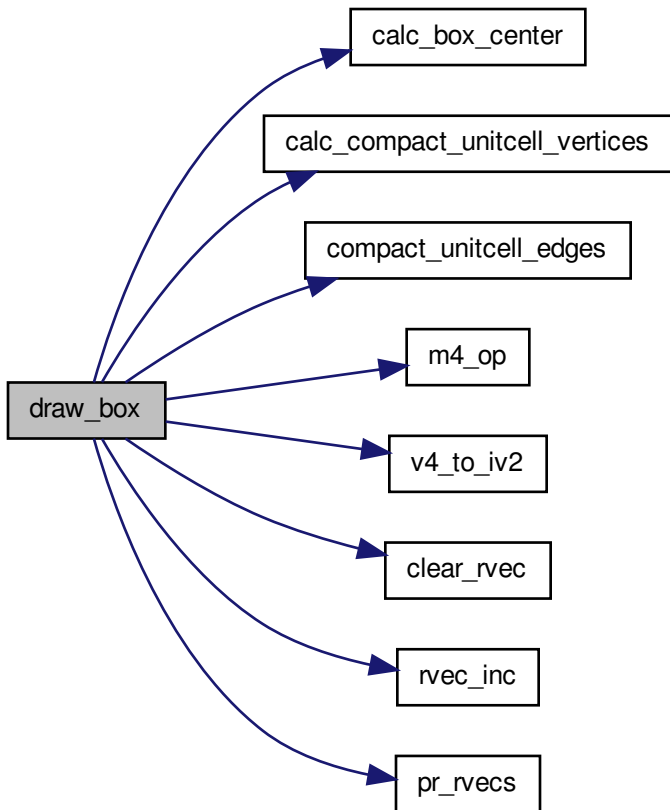 calc_box_center
calc_compact_unitcell_vertices
compact_unitcell_edges
m4_op
draw_box
v4_to_iv2
clear_rvec
rvec_inc
pr_rvecs